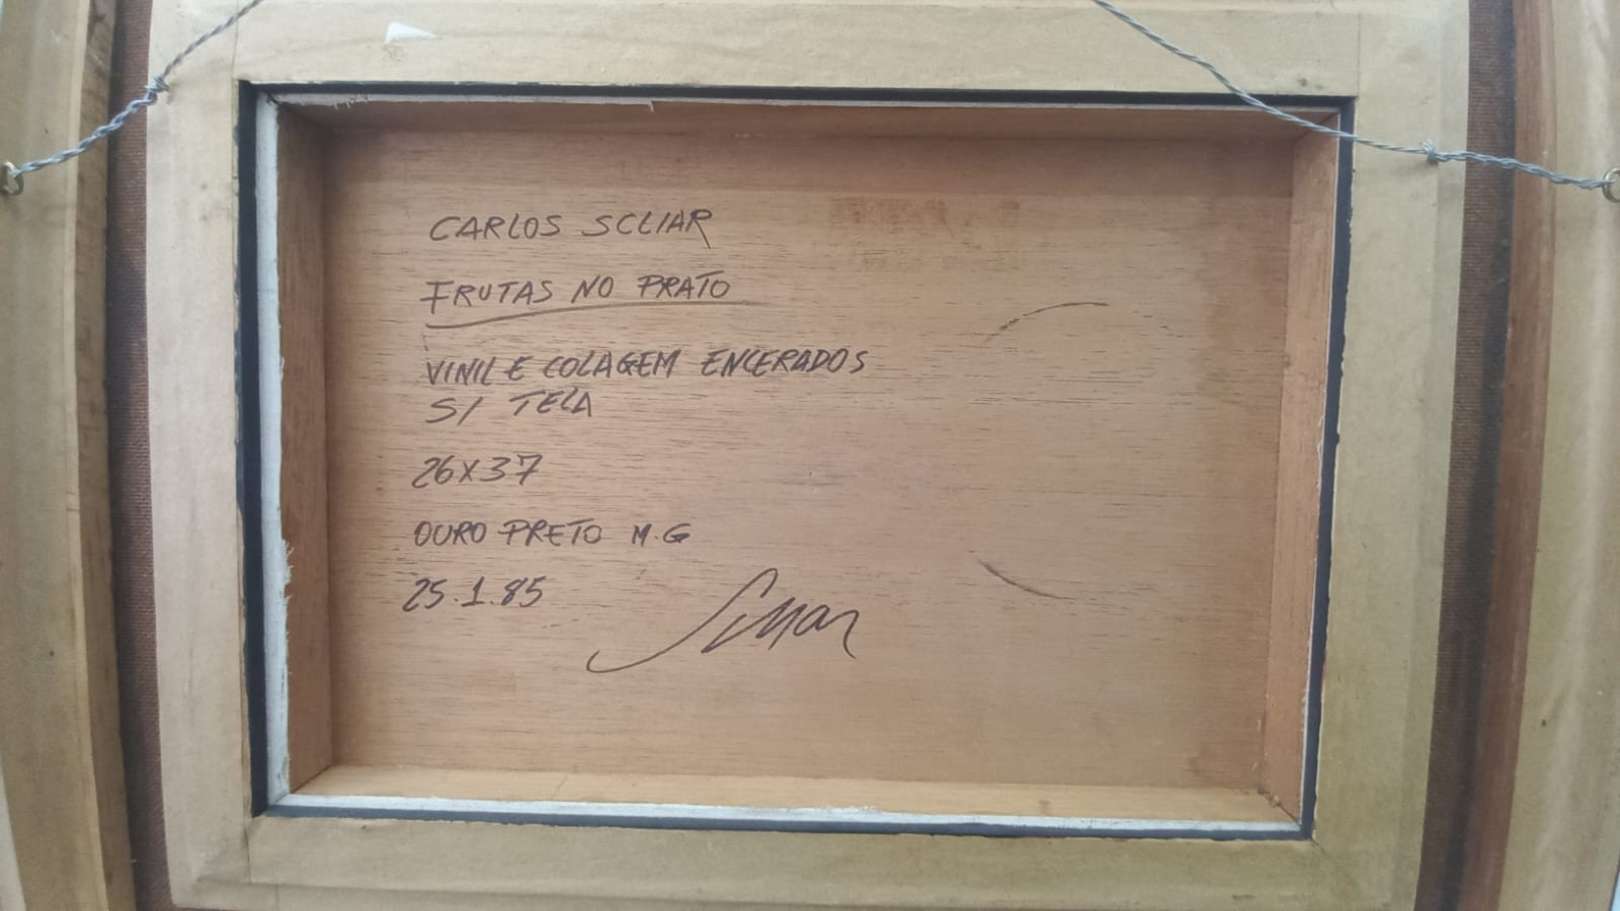 CARLOS SCLIAR
FRUTAS NO PRATO
VINIL E COLAGEM ENCERADOS
S/ TELA
26X37
OURO PRETO M.G
25.1.85
Scliar